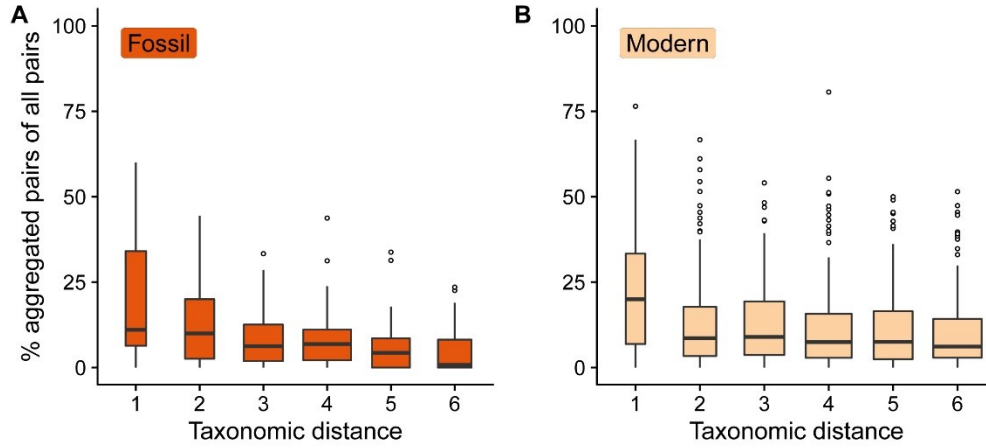 A
Fossil
% aggregated pairs of all pairs
100
75
50
25
0
1 2 3 4 5 6
Taxonomic distance
B
Modern
100
75
50
25
0
1 2 3 4 5 6
Taxonomic distance